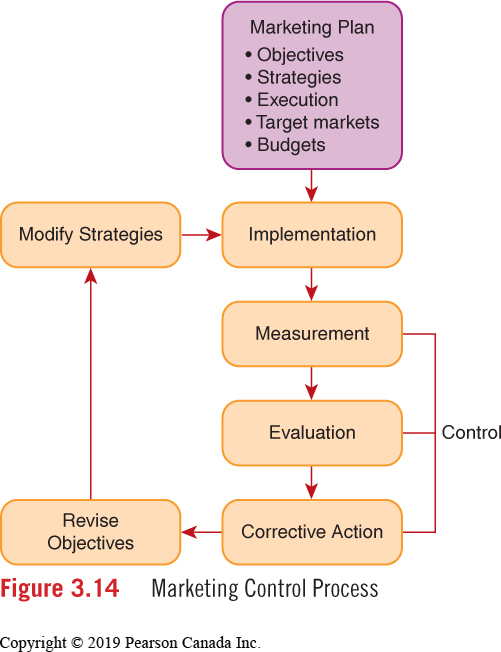 Marketing Plan
• Objectives
• Strategies
• Execution
• Target markets
• Budgets
Modify Strategies
Implementation
Measurement
Evaluation
Control
Revise
Objectives
Corrective Action
Figure 3.14 Marketing Control Process
Copyright © 2019 Pearson Canada Inc.